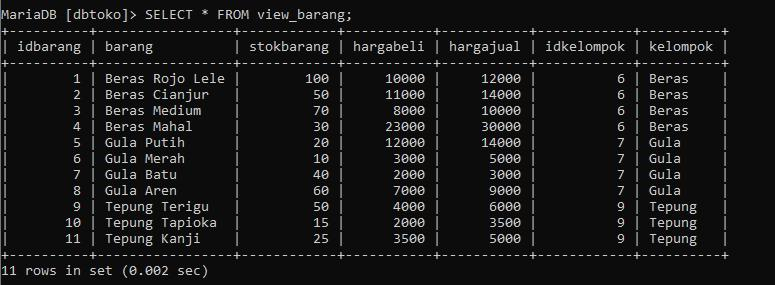 MariaDB [dbtoko]> SELECT * FROM view_barang;
+----------+-----------------+------------+-----------+-----------+------------+----------+
| idbarang | barang          | stokbarang | hargabeli | hargajual | idkelompok | kelompok |
+----------+-----------------+------------+-----------+-----------+------------+----------+
|        1 | Beras Rojo Lele |        100 |     10000 |     12000 |          6 | Beras    |
|        2 | Beras Cianjur   |         50 |     11000 |     14000 |          6 | Beras    |
|        3 | Beras Medium    |         70 |      8000 |     10000 |          6 | Beras    |
|        4 | Beras Mahal     |         30 |     23000 |     30000 |          6 | Beras    |
|        5 | Gula Putih      |         20 |     12000 |     14000 |          7 | Gula     |
|        6 | Gula Merah      |         10 |      3000 |      5000 |          7 | Gula     |
|        7 | Gula Batu       |         40 |      2000 |      3000 |          7 | Gula     |
|        8 | Gula Aren       |         60 |      7000 |      9000 |          7 | Gula     |
|        9 | Tepung Terigu   |         50 |      4000 |      6000 |          9 | Tepung   |
|       10 | Tepung Tapioka  |         15 |      2000 |      3500 |          9 | Tepung   |
|       11 | Tepung Kanji    |         25 |      3500 |      5000 |          9 | Tepung   |
+----------+-----------------+------------+-----------+-----------+------------+----------+
11 rows in set (0.002 sec)